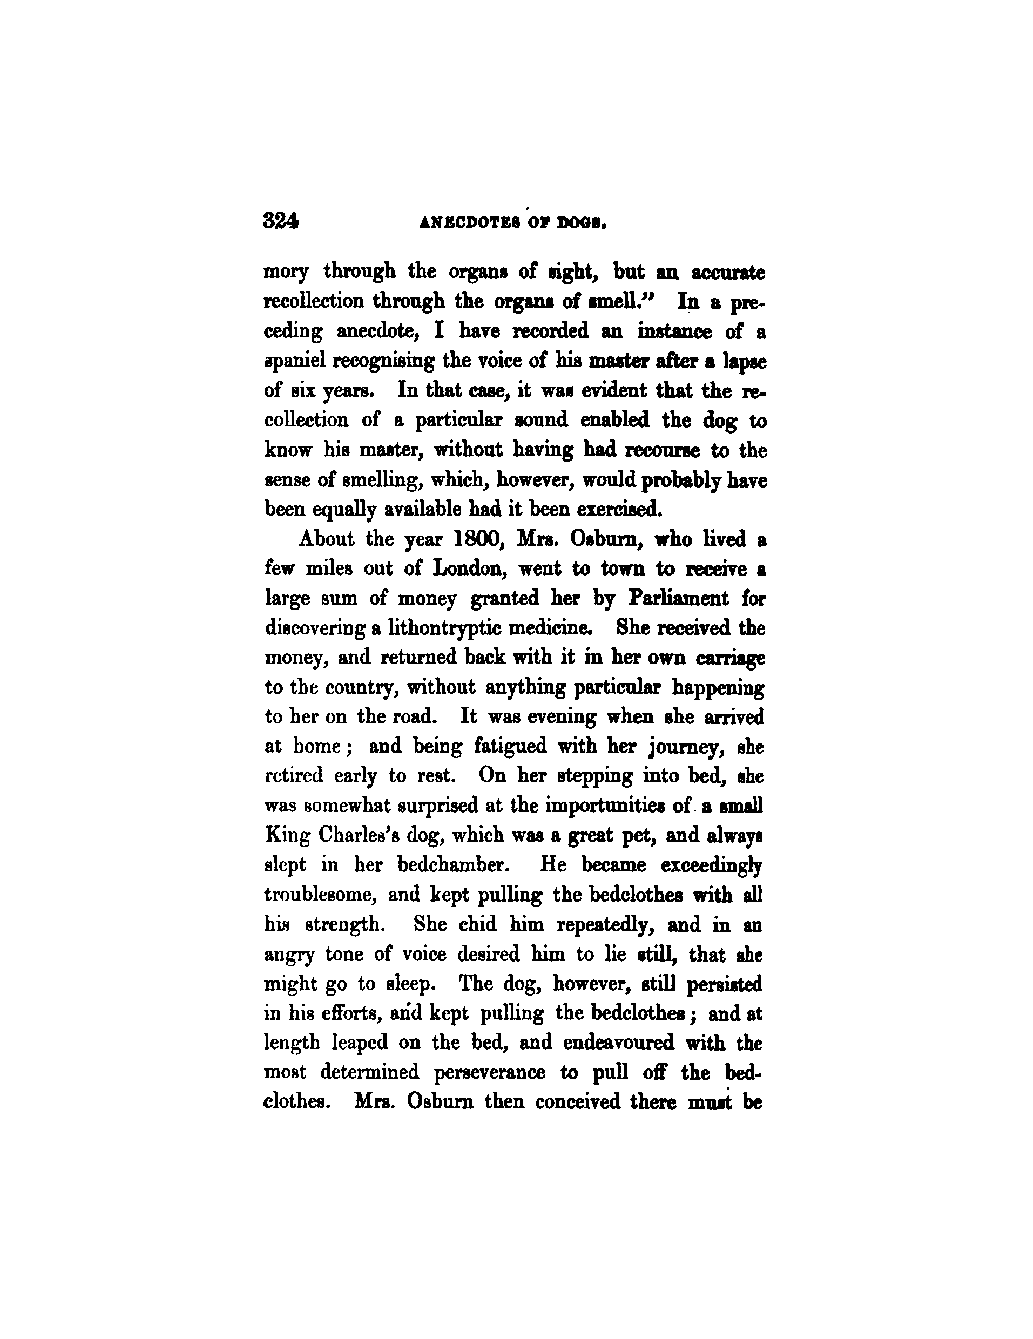 324 ANECDOTES OF DOGS.
mory through the organs of sight, but an accurate
recollection through the organs of smell." In a pre-
ceding anecdote, I have recorded an instance of a
spaniel recognising the voice of his master after a lapse
of six years. In that case, it was evident that the re-
collection of a particular sound enabled the dog to
know his master, without having had recourse to the
sense of smelling, which, however, would probably have
been equally available had it been exercised.
About the year 1800, Mrs. Osburn, who lived a
few miles out of London, went to town to receive a
large sum of money granted her by Parliament for
discovering a lithontryptic medicine. She received the
money, and returned back with it in her own carriage
to the country, without anything particular happening
to her on the road. It was evening when she arrived
at home; and being fatigued with her journey, she
retired early to rest. On her stepping into bed, she
was somewhat surprised at the importunities of a small
King Charles's dog, which was a great pet, and always
slept in her bedchamber. He became exceedingly
troublesome, and kept pulling the bedclothes with all
his strength. She chid him repeatedly, and in an
angry tone of voice desired him to lie still, that she
might go to sleep. The dog, however, still persisted
in his efforts, and kept pulling the bedclothes; and at
length leaped on the bed, and endeavoured with the
most determined perseverance to pull off the bed-
clothes. Mrs. Osburn then conceived there must be